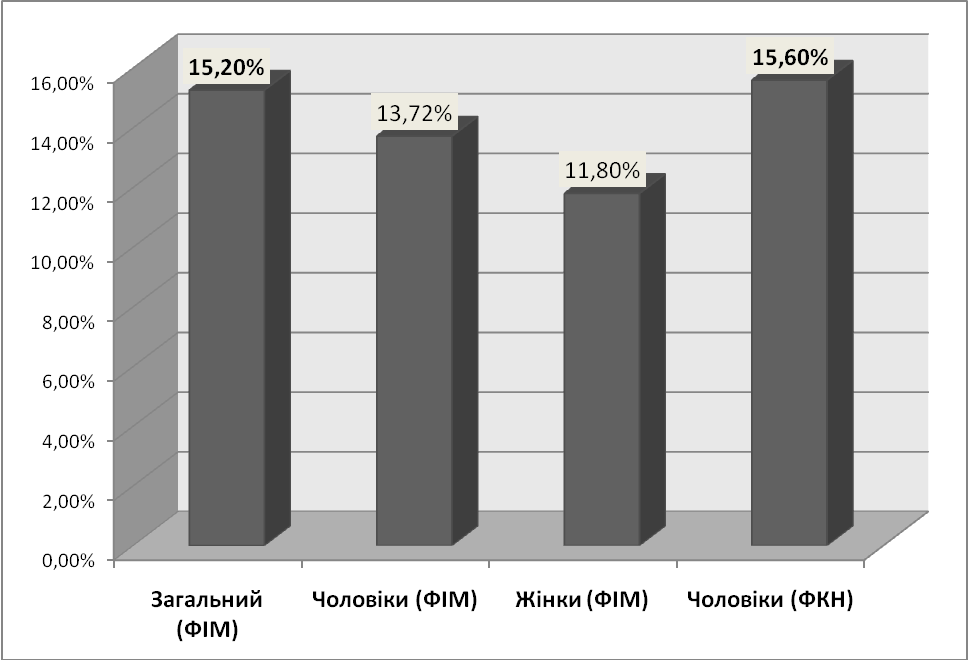 15,20%
13,72%
11,80%
15,60%
16,00%
14,00%
12,00%
10,00%
8,00%
6,00%
4,00%
2,00%
0,00%
Загальний
(ФІМ)
Чоловіки (ФІМ)
Жінки (ФІМ)
Чоловіки (ФКН)